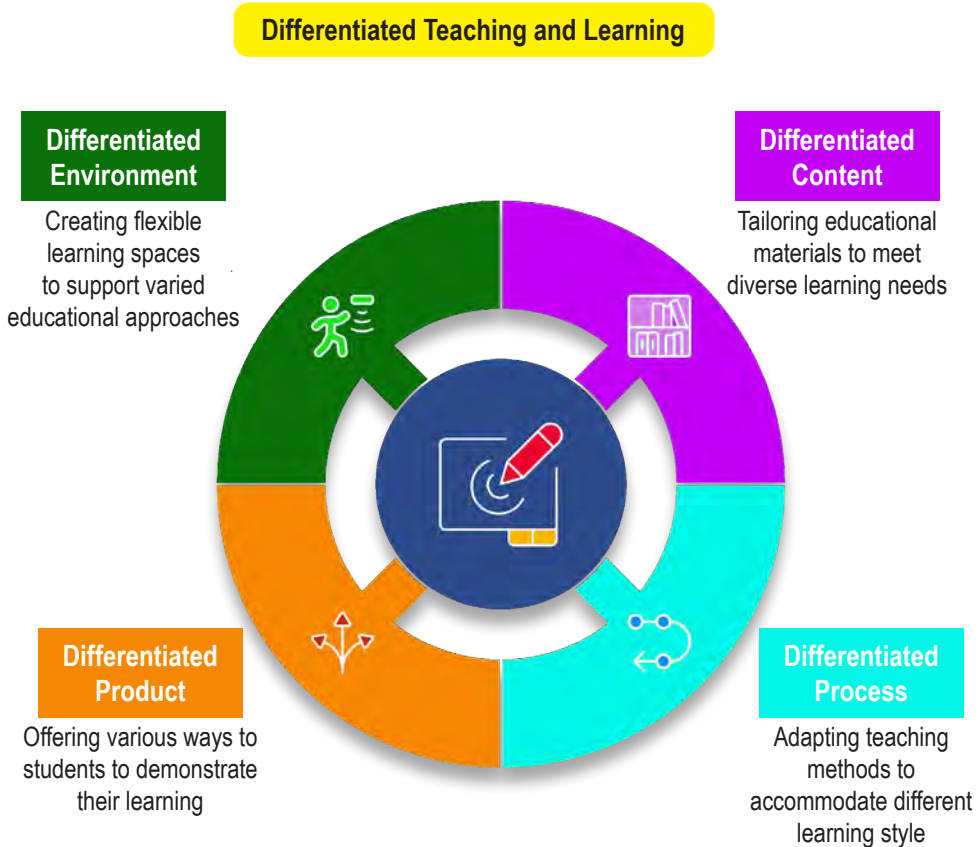 Differentiated Teaching and Learning
Differentiated
Environment
Creating flexible
learning spaces
to support varied
educational approaches
Differentiated
Content
Tailoring educational
materials to meet
diverse learning needs
Differentiated
Product
Offering various ways to
students to demonstrate
their learning
Differentiated
Process
Adapting teaching
methods to
accommodate different
learning style